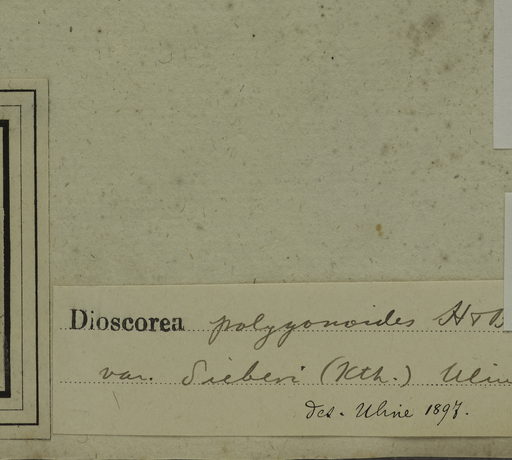 Dioscorea polygonoides H & B
var. Sieberi (Kth.) Uline
det. Uline 1897.